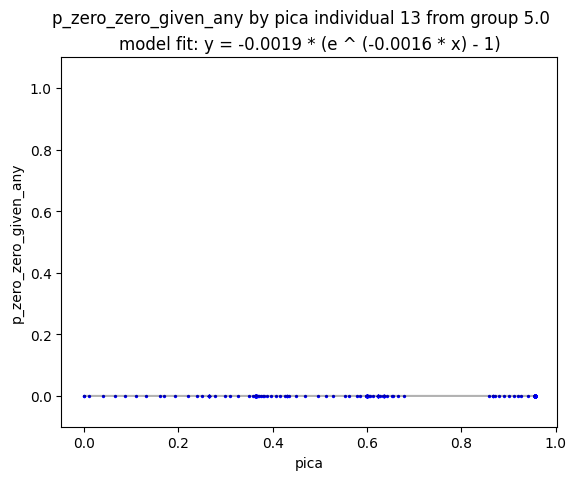 p_zero_zero_given_any by pica individual 13 from group 5.0
model fit: y = -0.0019 * (e ^ (-0.0016 * x) - 1)
1.0
0.8
0.6
0.4
0.2
0.0
p_zero_zero_given_any
0.0 0.2 0.4 0.6 0.8 1.0
pica